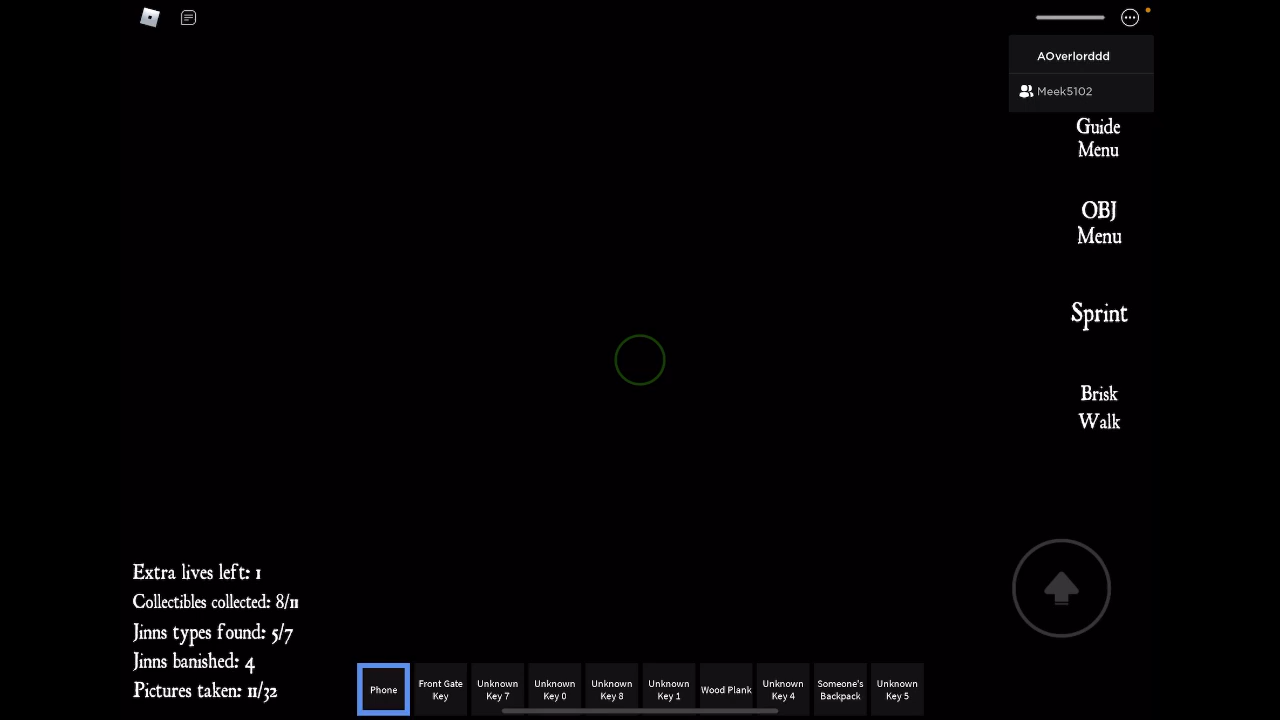 AOverlorddd
Meek5102
Guide
Menu
OBJ
Menu
Sprint
Brisk
Walk
Extra lives left: 1
Collectibles collected: 8/11
Jinns types found: 5/7
Jinns banished: 4
Pictures taken: 11/32
Phone
Front Gate
Key
Unknown
Key 7
Unknown
Key 0
Unknown
Key 8
Unknown
Key 1
Wood Plank
Unknown
Key 4
Someone's
Backpack
Unknown
Key 5